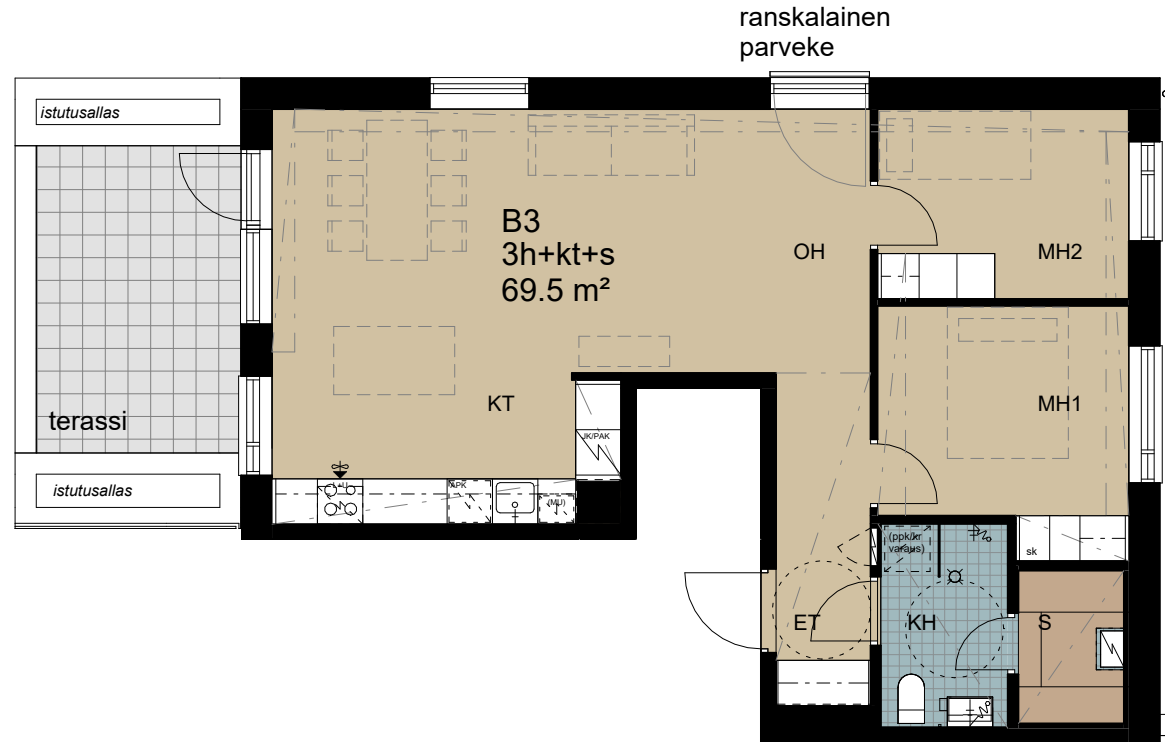 ranskalainen
parveke
istutusallas
B3
3h+kt+s
69.5 m²
OH
MH2
terassi
KT
JK/PAK
MH1
istutusallas
L+U
APK
(MU)
(ppk/kr
varaus)
sk
ET
KH
S